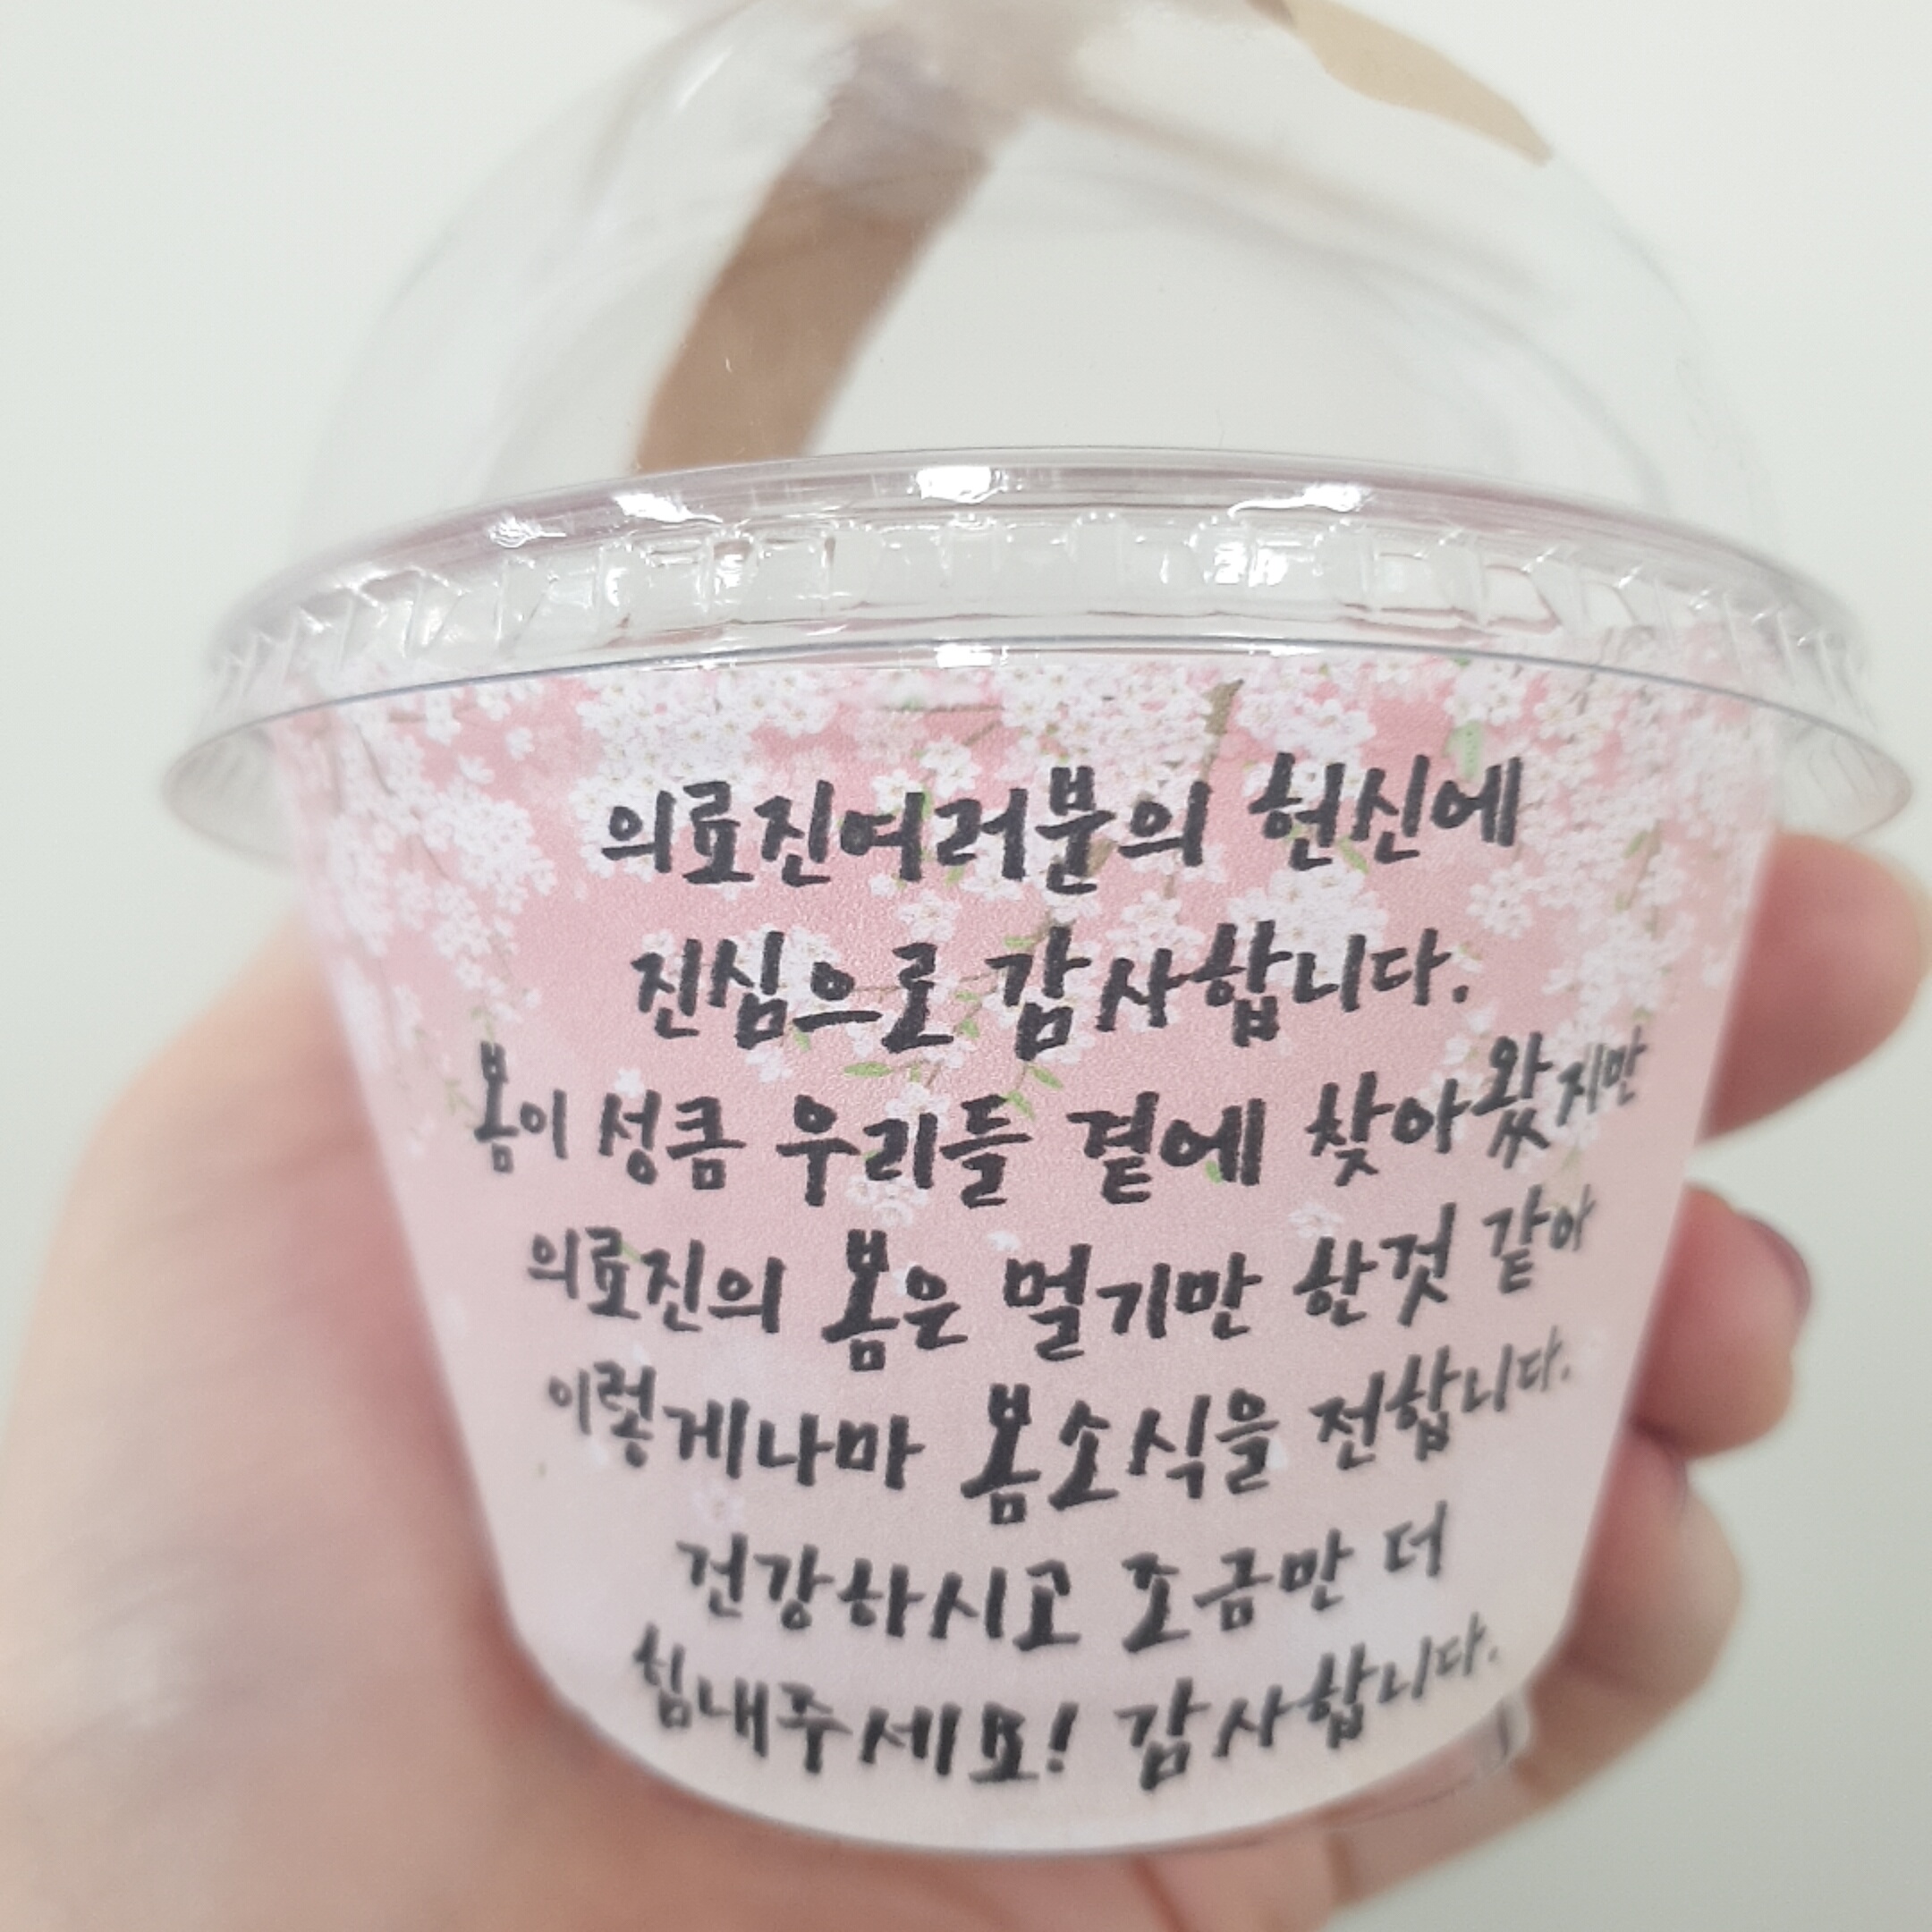 의료진여러분의 헌신에
진심으로 감사합니다.
봄이 성큼 우리들 곁에 찾아왔지만
의료진의 봄은 멀기만 한것 같아
이렇게나마 봄소식을 전합니다.
건강하시고 조금만 더
힘내주세요! 감사합니다.